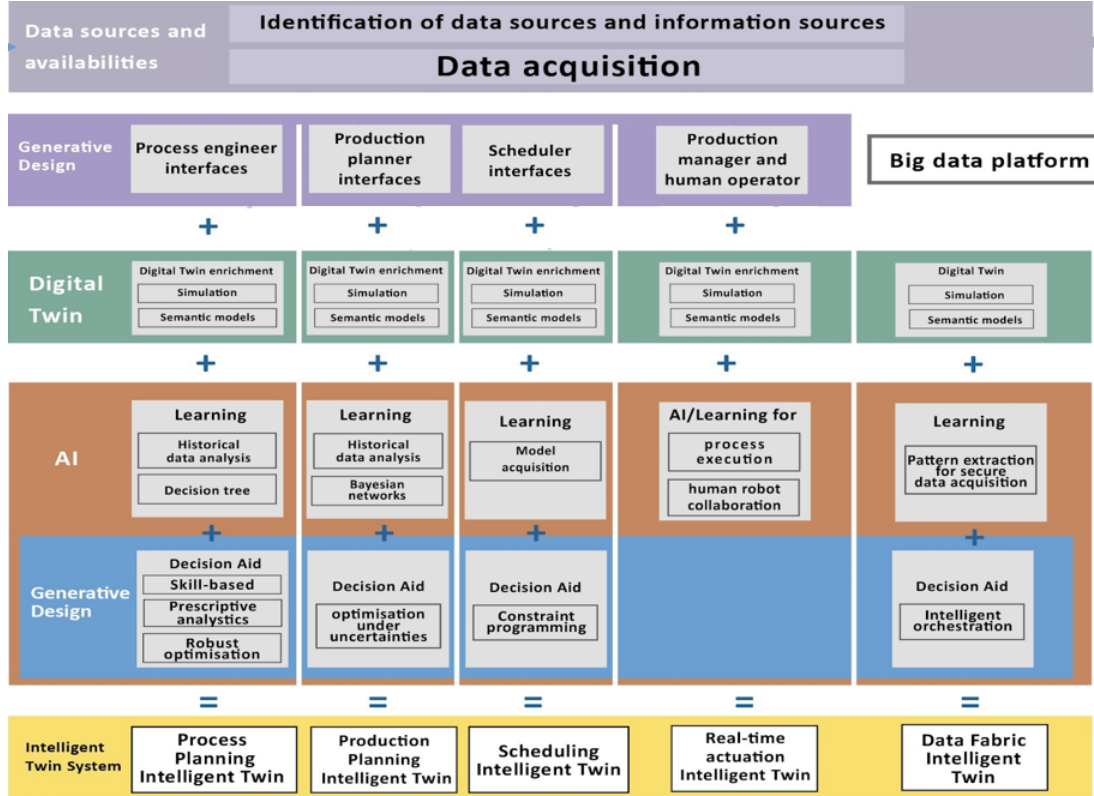 Data sources and
availabilities
Identification of data sources and information sources
Data acquisition
Generative
Design
Process engineer
interfaces
Production
planner
interfaces
Scheduler
interfaces
Production
manager and
human operator
Big data platform
+
+
+
+
Digital
Twin
Digital Twin enrichment
Simulation
Semantic models
Digital Twin enrichment
Simulation
Semantic models
Digital Twin enrichment
Simulation
Semantic models
Digital Twin enrichment
Simulation
Semantic models
Digital Twin
Simulation
Semantic models
+
+
+
+
+
AI
Learning
Historical
data analysis
Decision tree
Learning
Historical
data analysis
Bayesian
networks
Learning
Model
acquisition
AI/Learning for
process
execution
human robot
collaboration
Learning
Pattern extraction
for secure
data acquisition
+
+
+
+
Generative
Design
Decision Aid
Skill-based
Prescriptive
analystics
Robust
optimisation
Decision Aid
optimisation
under
uncertainties
Decision Aid
Constraint
programming
Decision Aid
Intelligent
orchestration
=
=
=
=
=
Intelligent
Twin System
Process
Planning
Intelligent Twin
Production
Planning
Intelligent Twin
Scheduling
Intelligent Twin
Real-time
actuation
Intelligent Twin
Data Fabric
Intelligent
Twin